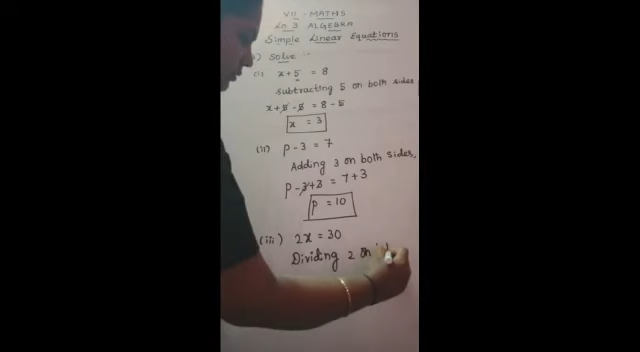 VII - MATHS
Ln. 3 ALGEBRA
Simple Linear Equations
Solve :-
(i) x + 5 = 8
Subtracting 5 on both sides
x + 5 - 5 = 8 - 5
x = 3
(ii) p - 3 = 7
Adding 3 on both sides,
p - 3 + 3 = 7 + 3
p = 10
(iii) 2x = 30
Dividing 2 on